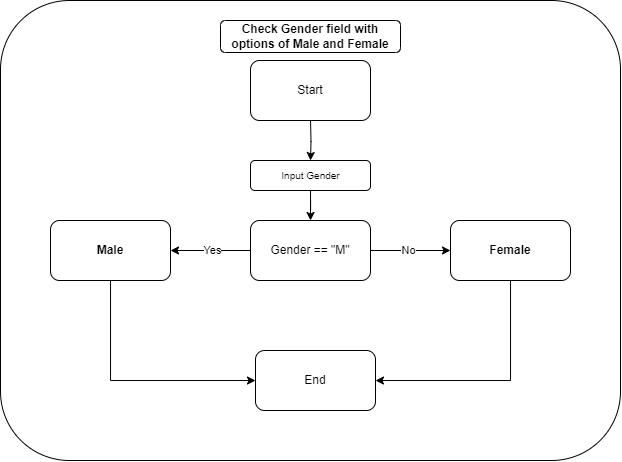 Check Gender field with
options of Male and Female
Start
Input Gender
Male
Yes
Gender == "M"
No
Female
End